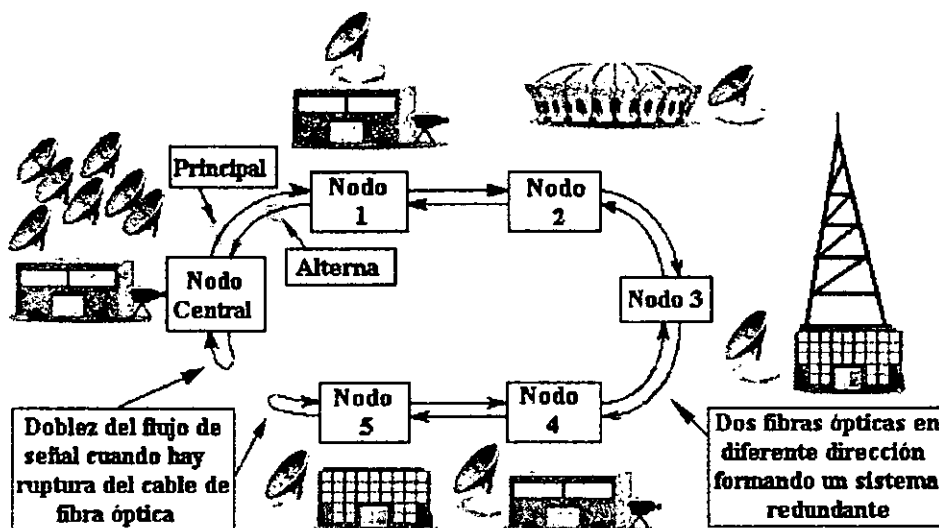 Principal
Nodo
1
Nodo
2
Alterna
Nodo
Central
Nodo 3
Nodo
5
Nodo
4
Doblez del flujo de
señal cuando hay
ruptura del cable de
fibra óptica
Dos fibras ópticas en
diferente dirección
formando un sistema
redundante